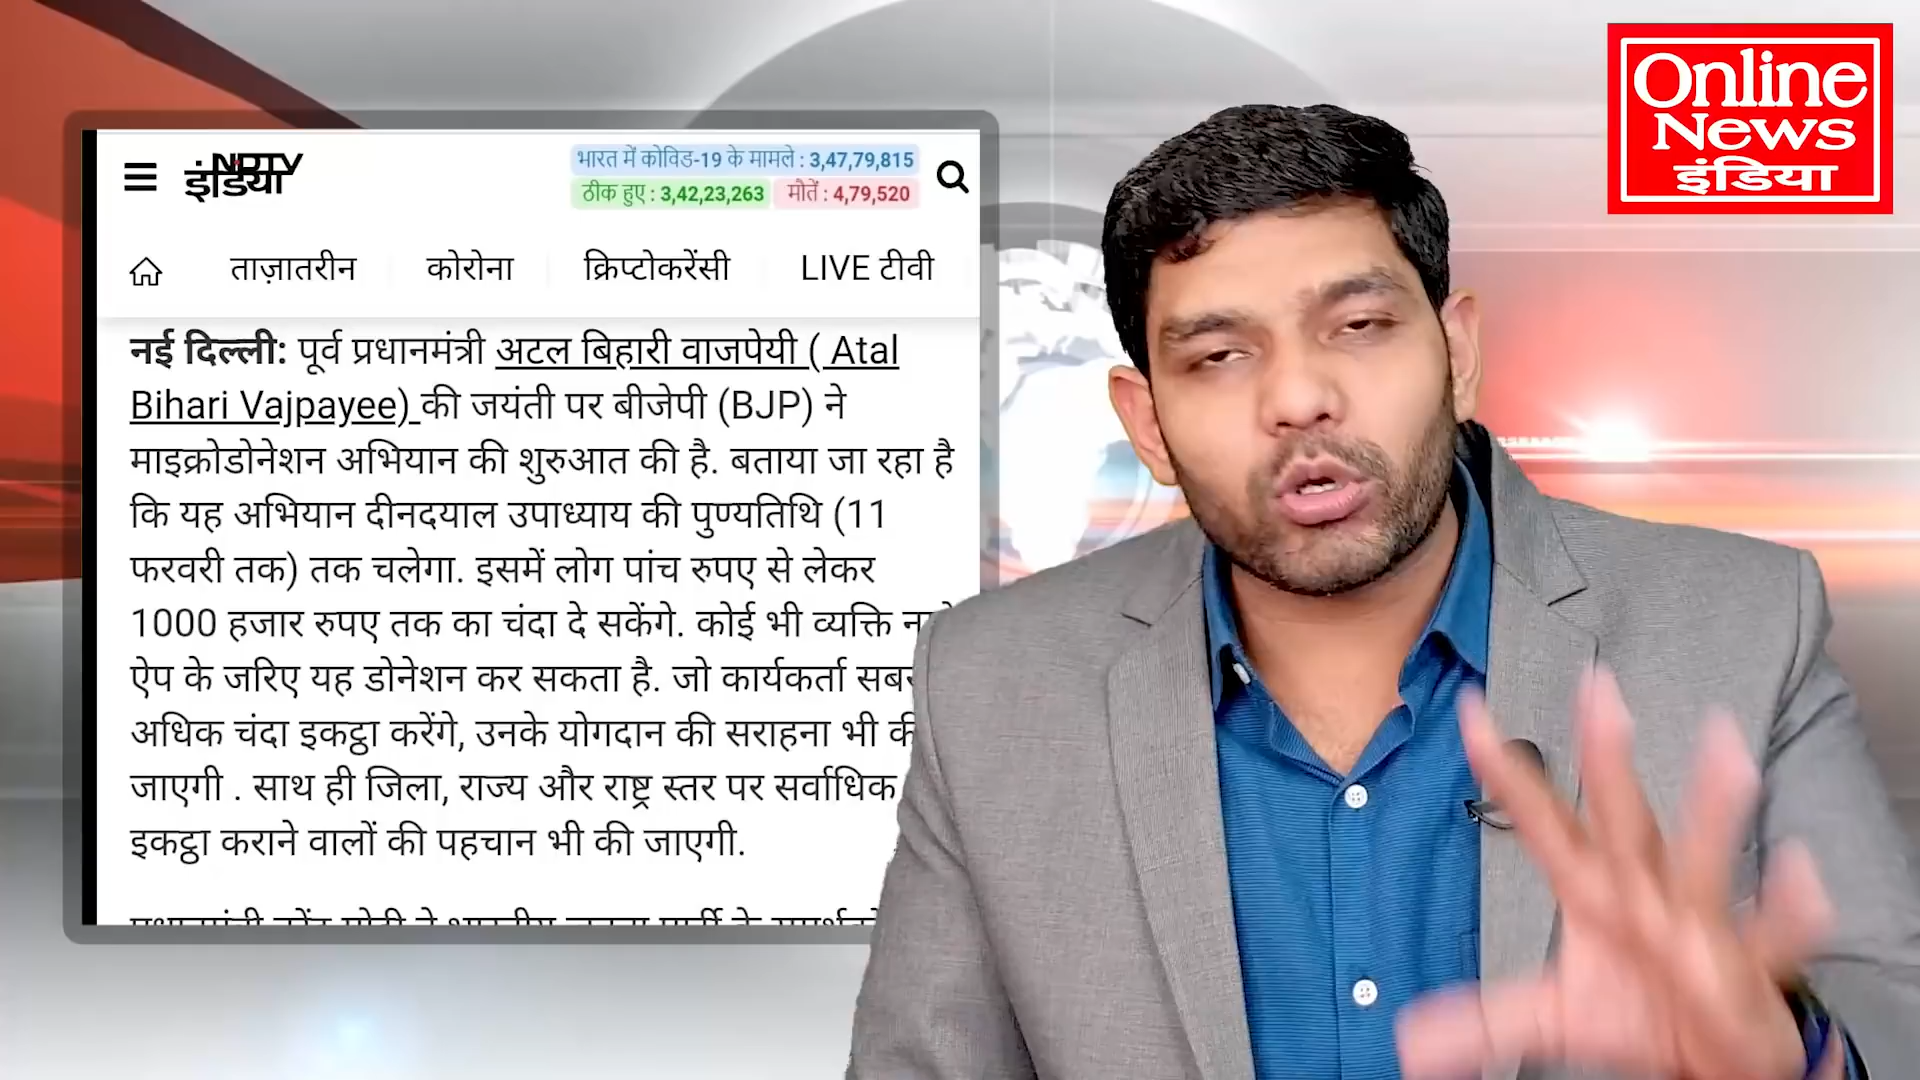 Online
News
इंडिया
NDTV
इंडिया
भारत में कोविड-19 के मामले : 3,47,79,815
ठीक हुए : 3,42,23,263 मौतें : 4,79,520
ताज़ातरीन कोरोना क्रिप्टोकरेंसी LIVE टीवी
नई दिल्ली: पूर्व प्रधानमंत्री अटल बिहारी वाजपेयी ( Atal
Bihari Vajpayee) की जयंती पर बीजेपी (BJP) ने
माइक्रोडोनेशन अभियान की शुरुआत की है. बताया जा रहा है
कि यह अभियान दीनदयाल उपाध्याय की पुण्यतिथि (11
फरवरी तक) तक चलेगा. इसमें लोग पांच रुपए से लेकर
1000 हजार रुपए तक का चंदा दे सकेंगे. कोई भी व्यक्ति
ऐप के जरिए यह डोनेशन कर सकता है. जो कार्यकर्ता
अधिक चंदा इकट्ठा करेंगे, उनके योगदान की सराहना भी की
जाएगी . साथ ही जिला, राज्य और राष्ट्र स्तर पर सर्वाधिक
इकट्ठा कराने वालों की पहचान भी की जाएगी.